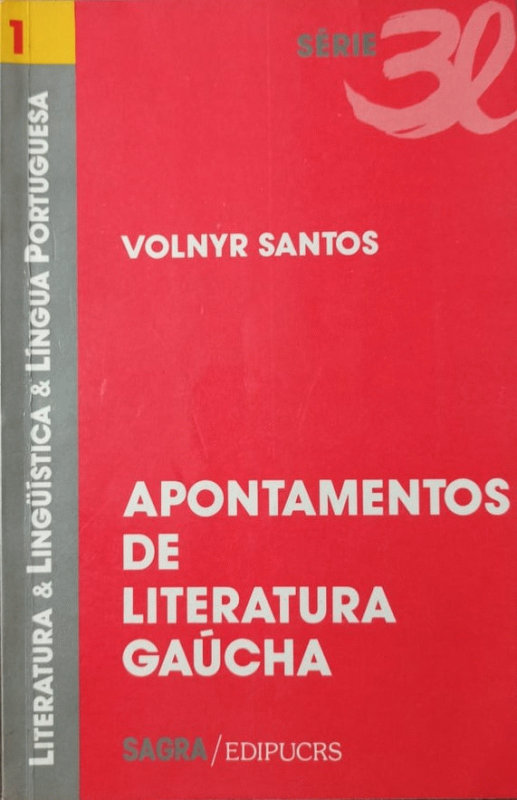 1
SÉRIE 3L
LITERATURA & LINGÜÍSTICA & LÍNGUA PORTUGUESA
VOLNYR SANTOS
APONTAMENTOS
DE
LITERATURA
GAÚCHA
SAGRA/EDIPUCRS